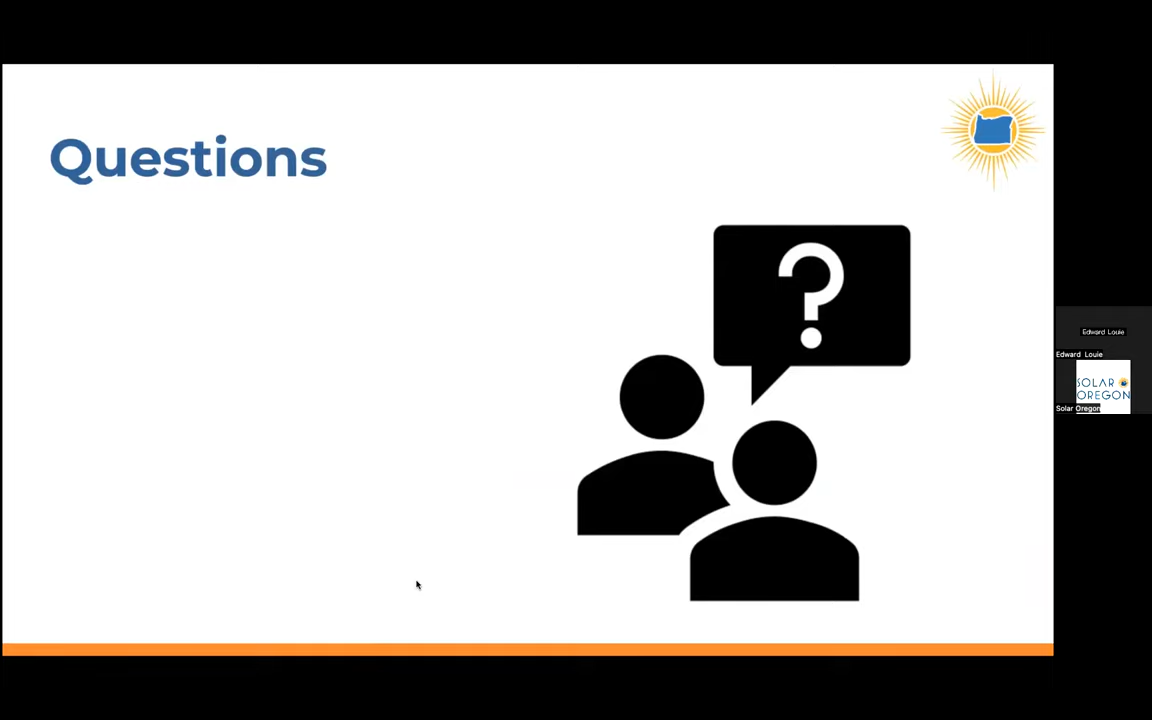 Questions
?
Edward Louie
Edward Louie
SOLAR
OREGON
Solar Oregon